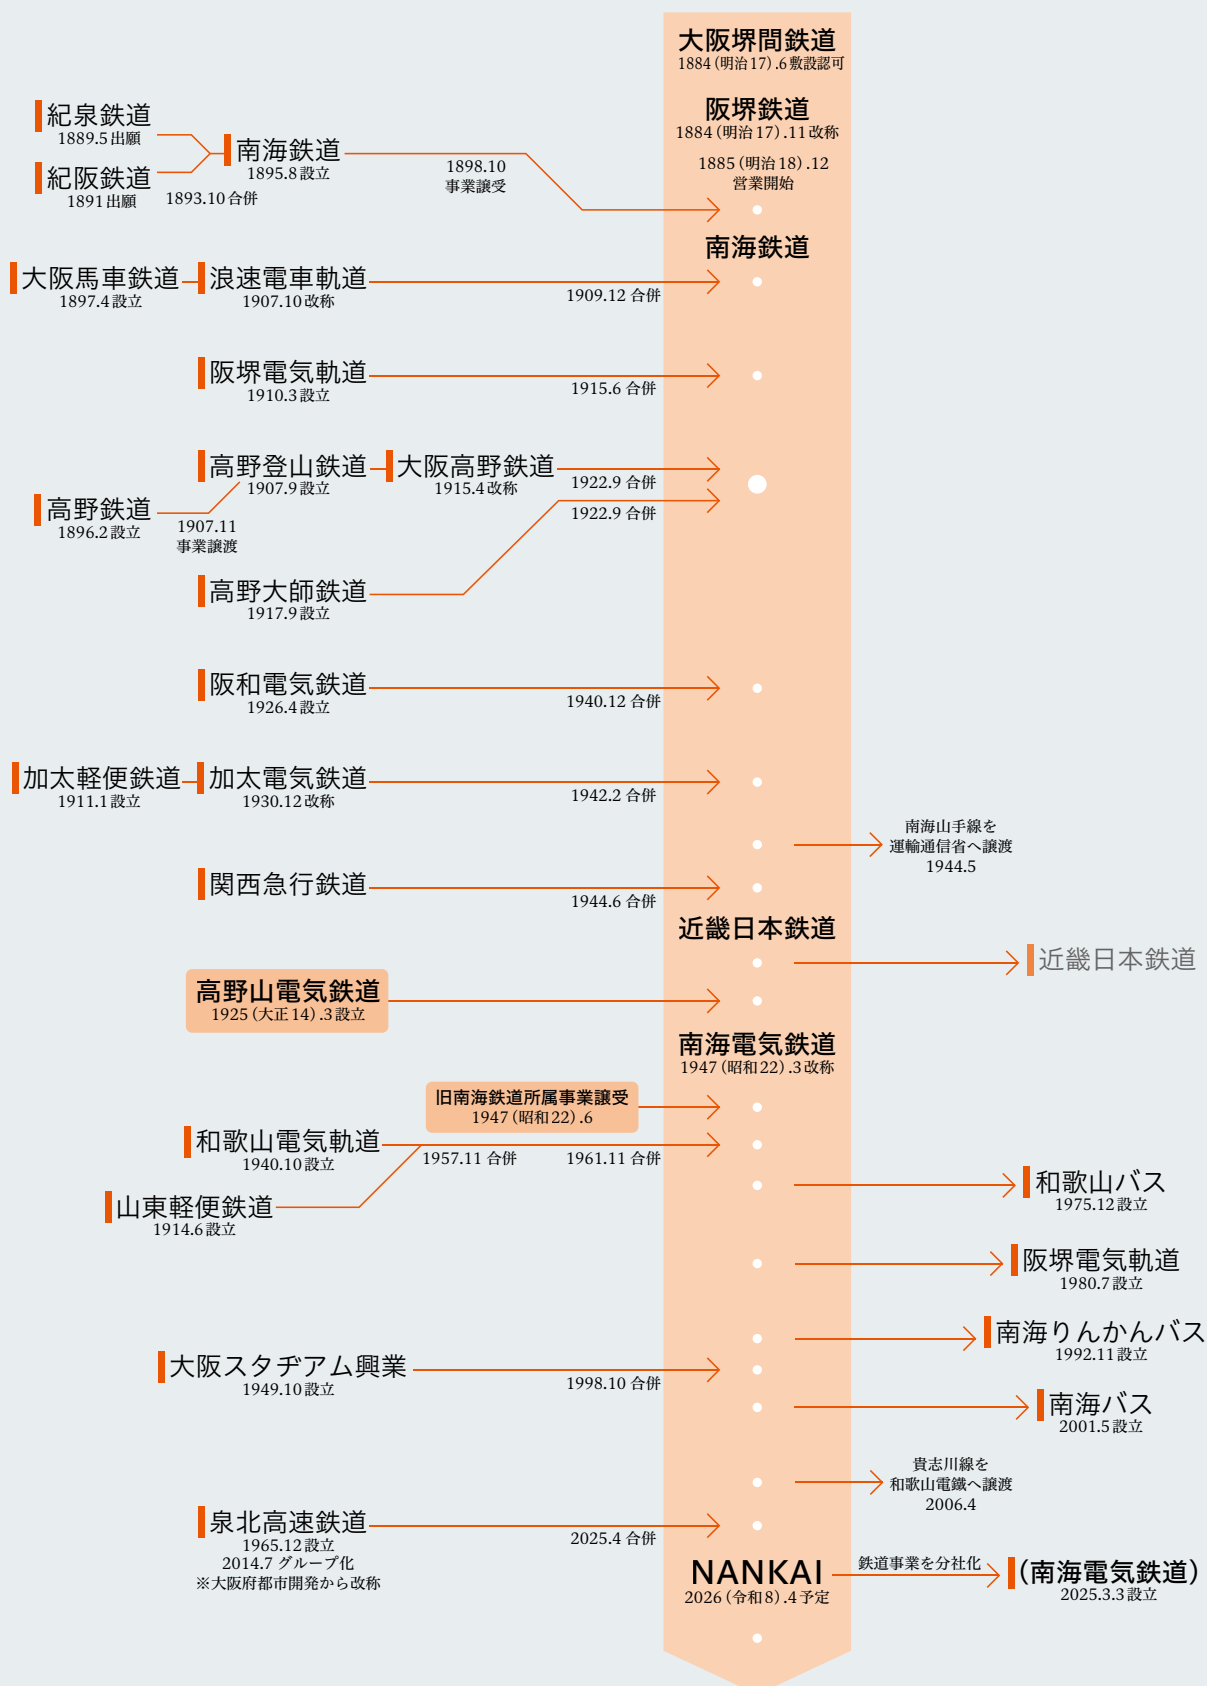 大阪堺間鉄道
1884(明治17).6敷設認可
阪堺鉄道
1884(明治17).11改称
1885(明治18).12
営業開始
紀泉鉄道
1889.5出願
紀阪鉄道
1891出願
1893.10合併
南海鉄道
1895.8設立
1898.10
事業譲受
南海鉄道
大阪馬車鉄道
1897.4設立
浪速電車軌道
1907.10改称
1909.12 合併
阪堺電気軌道
1910.3設立
1915.6 合併
高野登山鉄道
1907.9設立
大阪高野鉄道
1915.4改称
1922.9 合併
高野鉄道
1896.2設立
1907.11
事業譲渡
1922.9 合併
高野大師鉄道
1917.9設立
阪和電気鉄道
1926.4設立
1940.12 合併
加太軽便鉄道
1911.1設立
加太電気鉄道
1930.12改称
1942.2 合併
南海山手線を
運輸通信省へ譲渡
1944.5
関西急行鉄道
1944.6 合併
近畿日本鉄道
近畿日本鉄道
高野山電気鉄道
1925(大正14).3設立
南海電気鉄道
1947(昭和22).3改称
旧南海鉄道所属事業譲受
1947(昭和22).6
和歌山電気軌道
1940.10設立
1957.11 合併
1961.11 合併
山東軽便鉄道
1914.6設立
和歌山バス
1975.12設立
阪堺電気軌道
1980.7設立
南海りんかんバス
1992.11設立
大阪スタヂアム興業
1949.10設立
1998.10 合併
南海バス
2001.5設立
貴志川線を
和歌山電鐵へ譲渡
2006.4
泉北高速鉄道
1965.12設立
2014.7 グループ化
※大阪府都市開発から改称
2025.4 合併
NANKAI
2026(令和8).4予定
鉄道事業を分社化
(南海電気鉄道)
2025.3.3設立